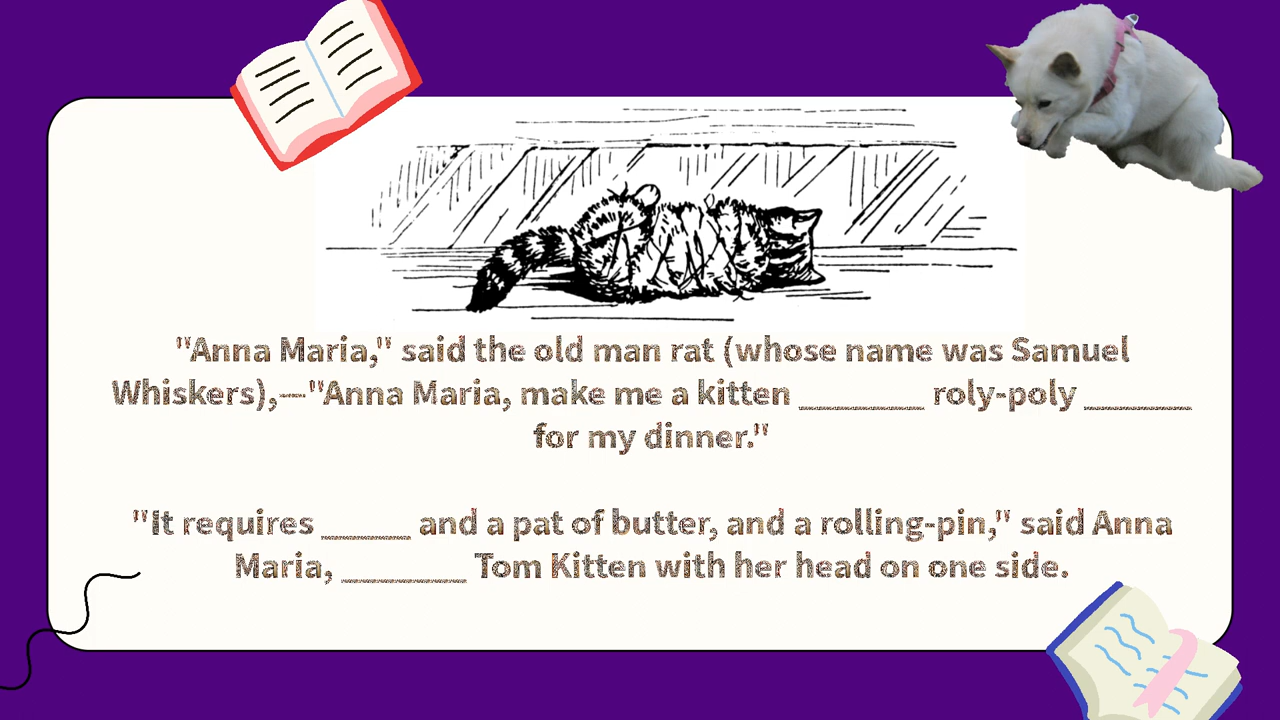 "Anna Maria," said the old man rat (whose name was Samuel
Whiskers),—"Anna Maria, make me a kitten _______ roly-poly ______
for my dinner."
"It requires _____ and a pat of butter, and a rolling-pin," said Anna
Maria, _______ Tom Kitten with her head on one side.